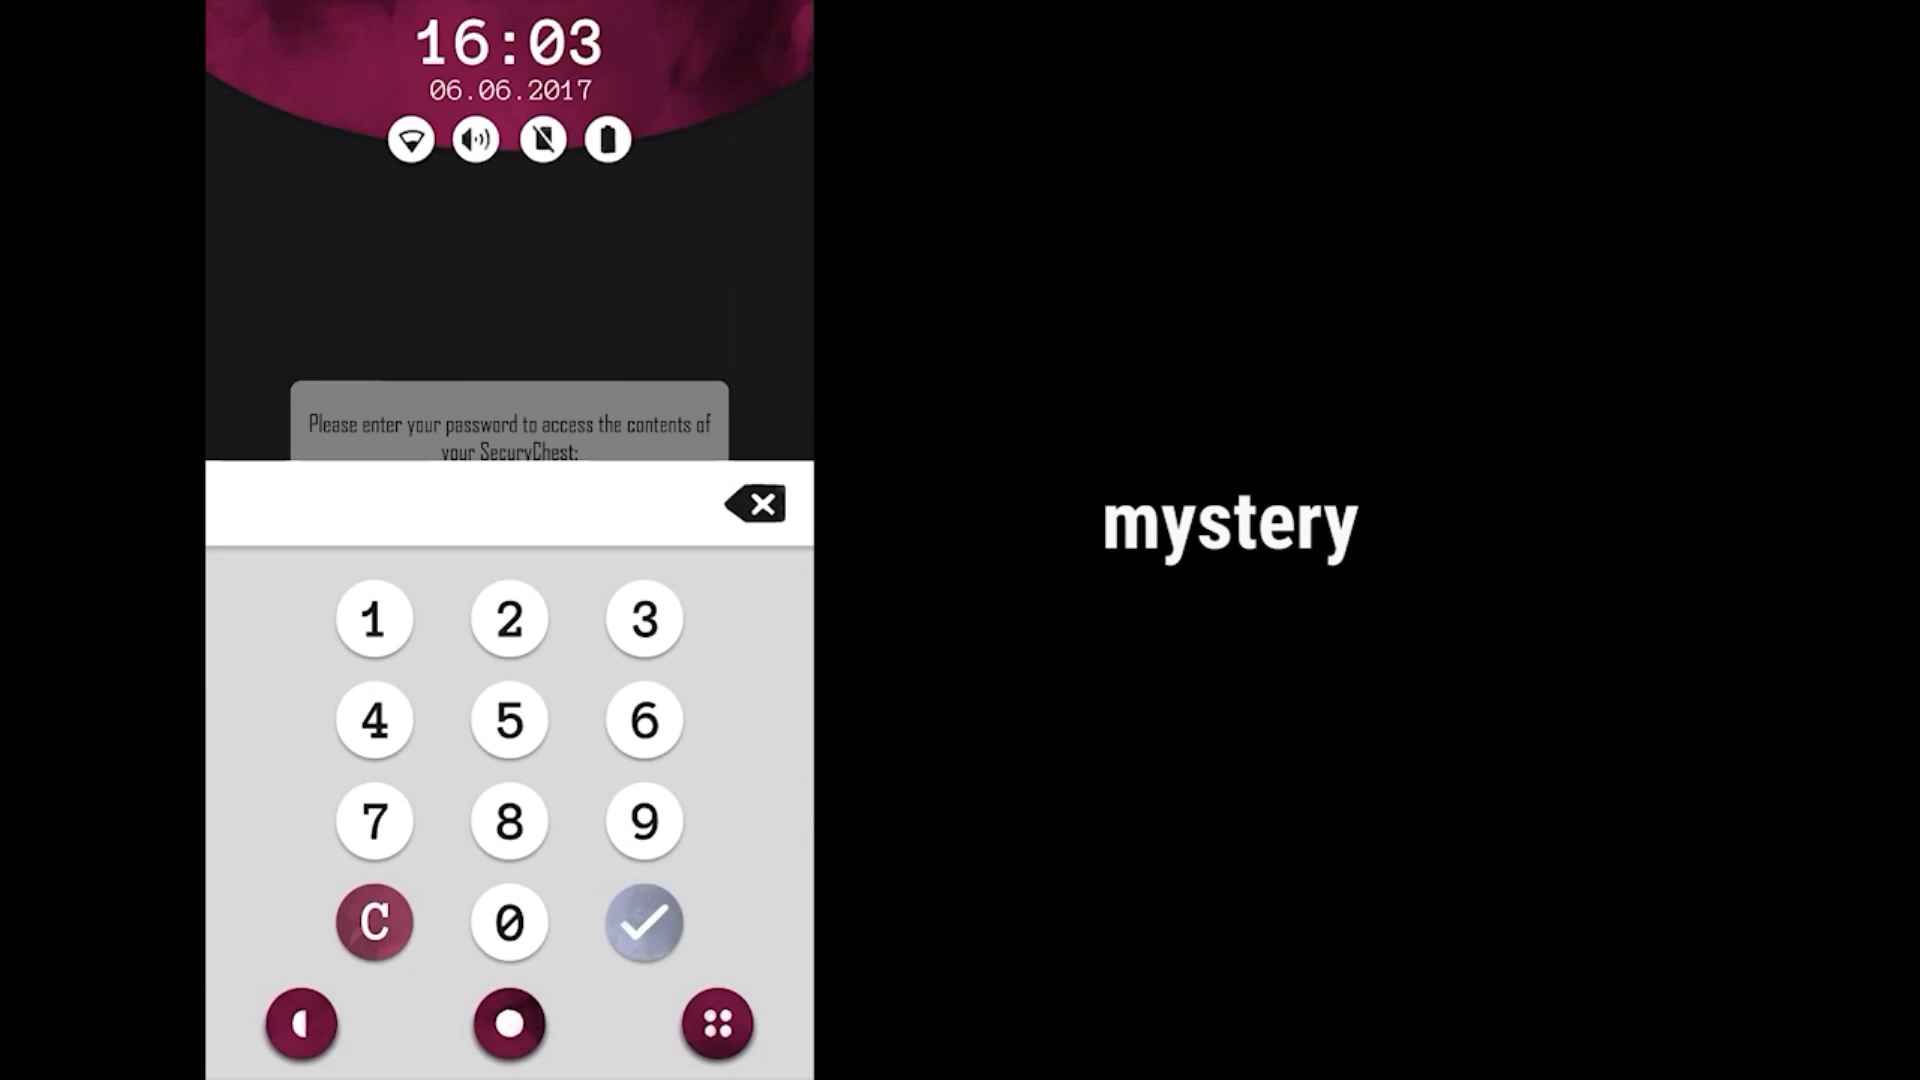 16:03
06.06.2017
Please enter your password to access the contents of
your SecuryChest:
1 2 3
4 5 6
7 8 9
C 0
mystery